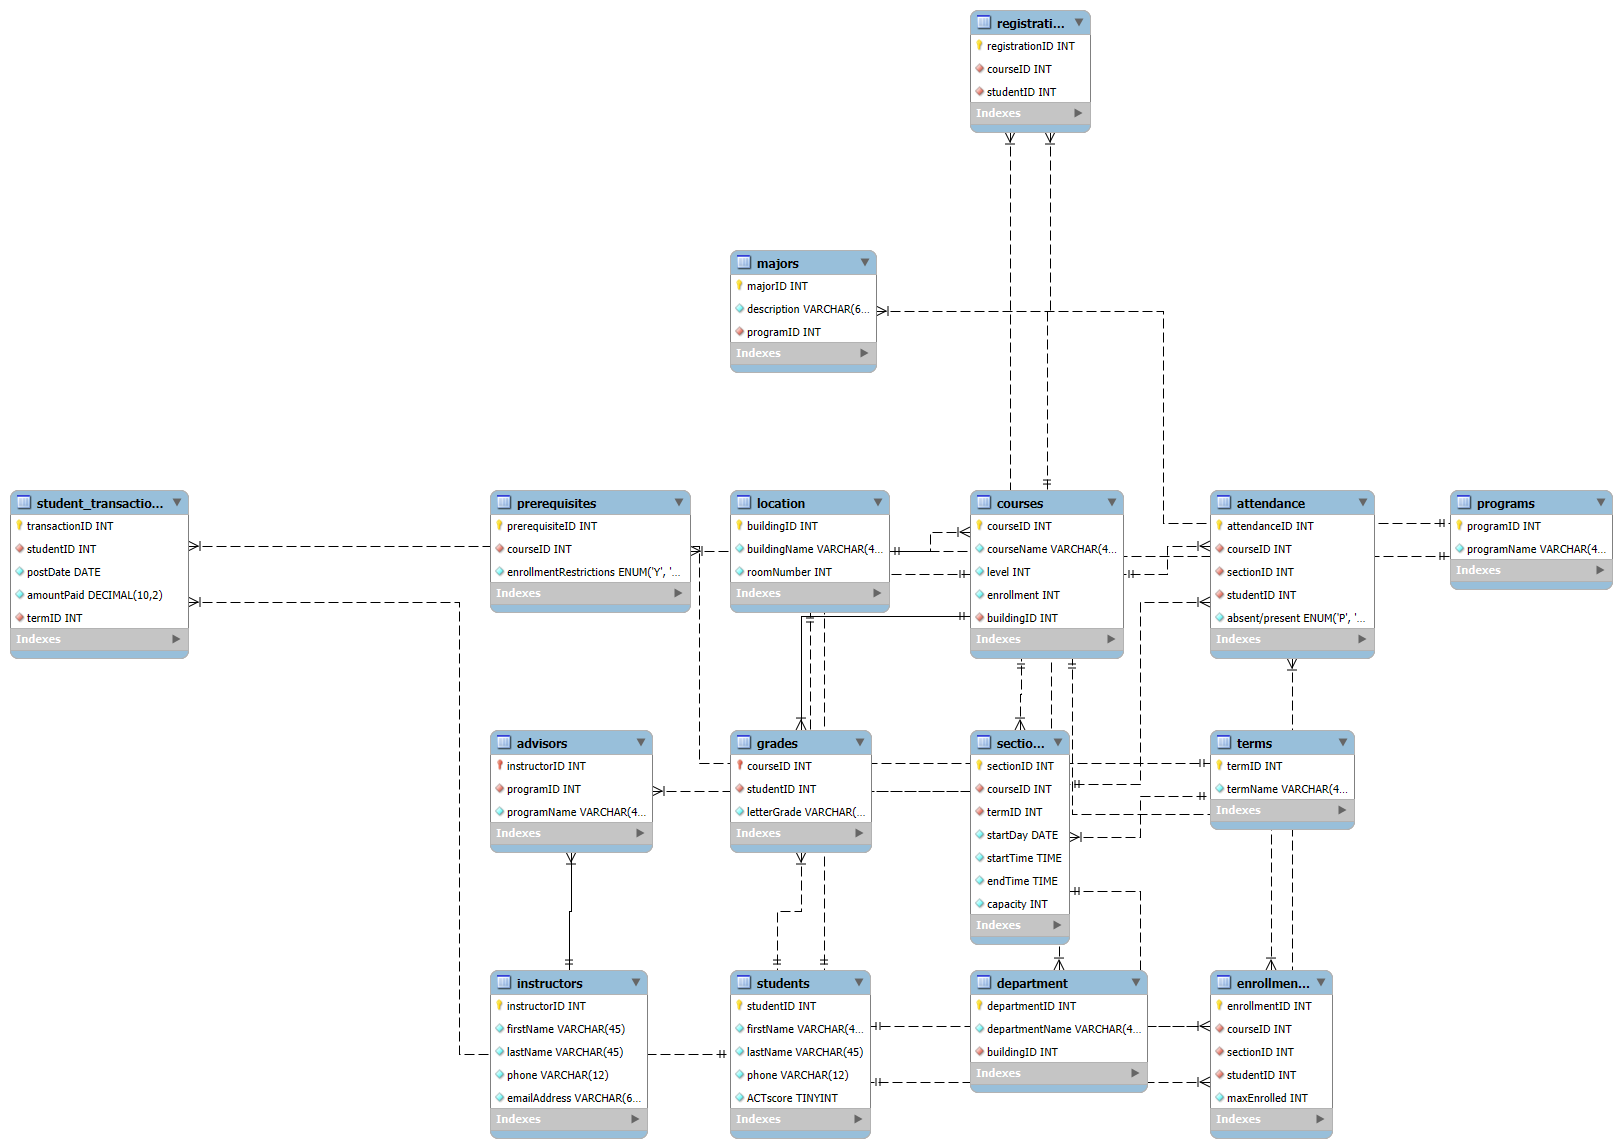 registrati...
registrationID INT
courseID INT
studentID INT
Indexes
majors
majorID INT
description VARCHAR(6...
programID INT
Indexes
student_transactio...
transactionID INT
studentID INT
postDate DATE
amountPaid DECIMAL(10,2)
termID INT
Indexes
prerequisites
prerequisiteID INT
courseID INT
enrollmentRestrictions ENUM('Y', '...
Indexes
location
buildingID INT
buildingName VARCHAR(4...
roomNumber INT
Indexes
courses
courseID INT
courseName VARCHAR(4...
level INT
enrollment INT
buildingID INT
Indexes
attendance
attendanceID INT
courseID INT
sectionID INT
studentID INT
absent/present ENUM('P', '...
Indexes
programs
programID INT
programName VARCHAR(4...
Indexes
advisors
instructorID INT
programID INT
programName VARCHAR(4...
Indexes
grades
courseID INT
studentID INT
letterGrade VARCHAR(...
Indexes
sectio...
sectionID INT
courseID INT
termID INT
startDay DATE
startTime TIME
endTime TIME
capacity INT
Indexes
terms
termID INT
termName VARCHAR(4...
Indexes
instructors
instructorID INT
firstName VARCHAR(45)
lastName VARCHAR(45)
phone VARCHAR(12)
emailAddress VARCHAR(6...
Indexes
students
studentID INT
firstName VARCHAR(4...
lastName VARCHAR(45)
phone VARCHAR(12)
ACTscore TINYINT
Indexes
department
departmentID INT
departmentName VARCHAR(4...
buildingID INT
Indexes
enrollmen...
enrollmentID INT
courseID INT
sectionID INT
studentID INT
maxEnrolled INT
Indexes